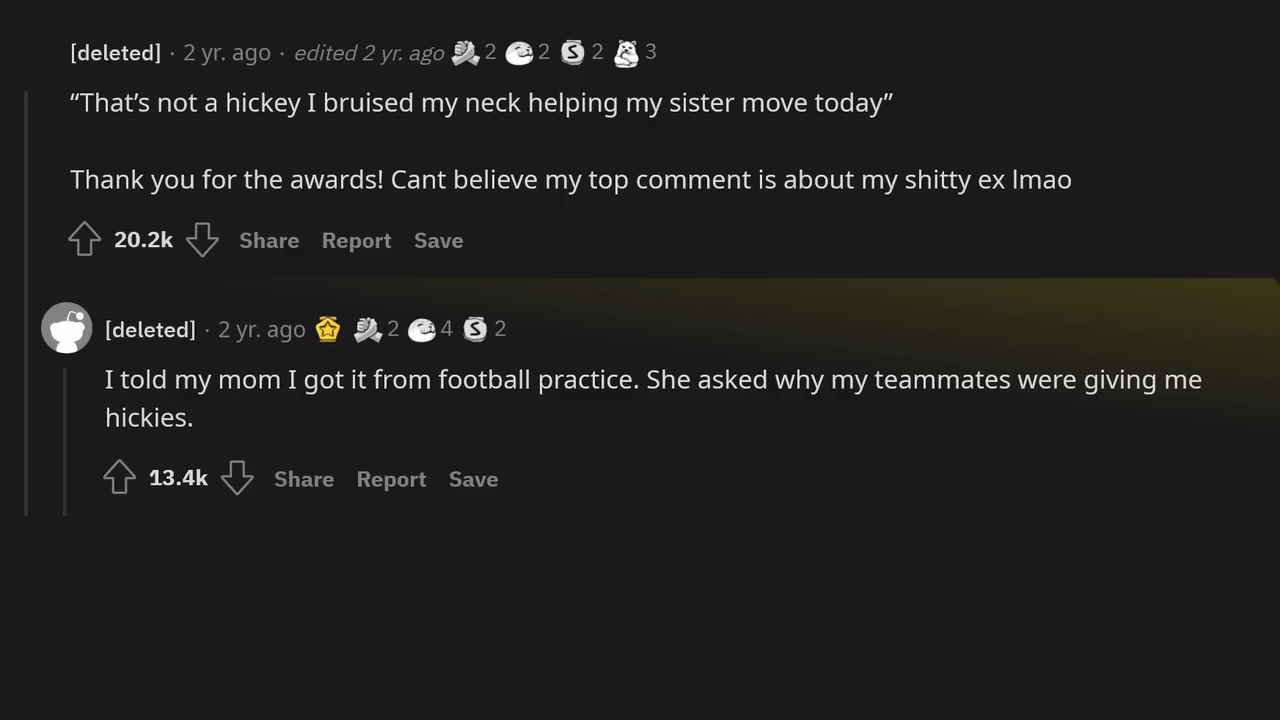 [deleted] · 2 yr. ago · edited 2 yr. ago 2 2 2 3
“That’s not a hickey I bruised my neck helping my sister move today”
Thank you for the awards! Cant believe my top comment is about my shitty ex lmao
20.2k Share Report Save
[deleted] · 2 yr. ago 2 4 S 2
I told my mom I got it from football practice. She asked why my teammates were giving me
hickies.
13.4k Share Report Save